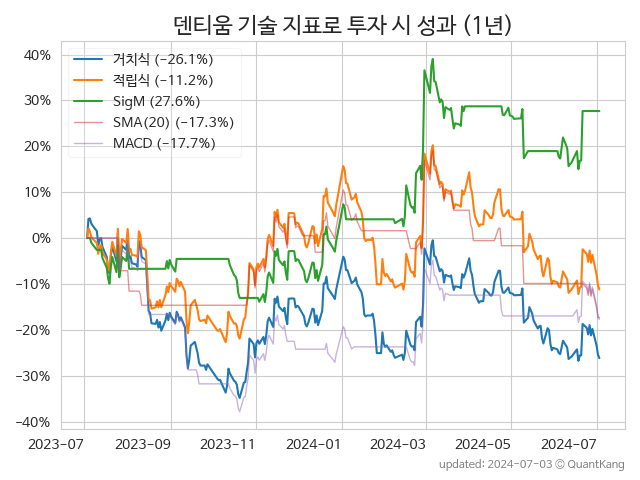 덴티움 기술 지표로 투자 시 성과 (1년)
거치식 (−26.1%)
적립식 (−11.2%)
SigM (27.6%)
SMA(20) (−17.3%)
MACD (−17.7%)
40%
30%
20%
10%
0%
−10%
−20%
−30%
−40%
2023-07 2023-09 2023-11 2024-01 2024-03 2024-05 2024-07
updated: 2024-07-03 © QuantKang